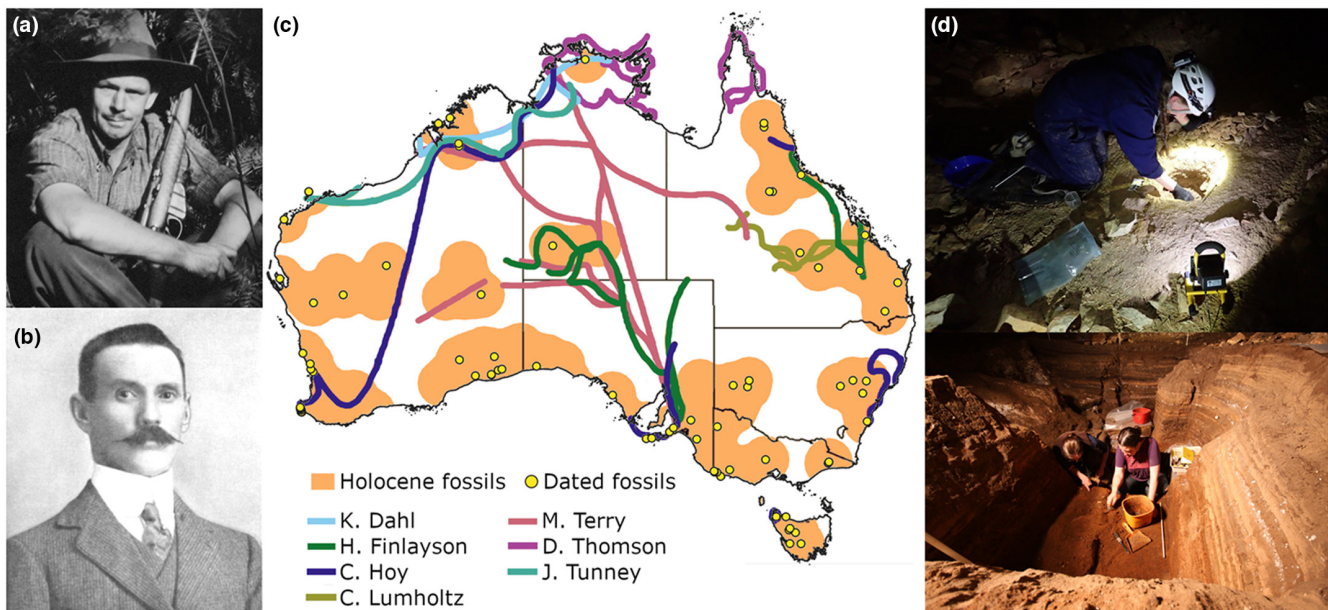 (a)
(b)
(c)
(d)
Holocene fossils
Dated fossils
K. Dahl
H. Finlayson
C. Hoy
C. Lumholtz
M. Terry
D. Thomson
J. Tunney